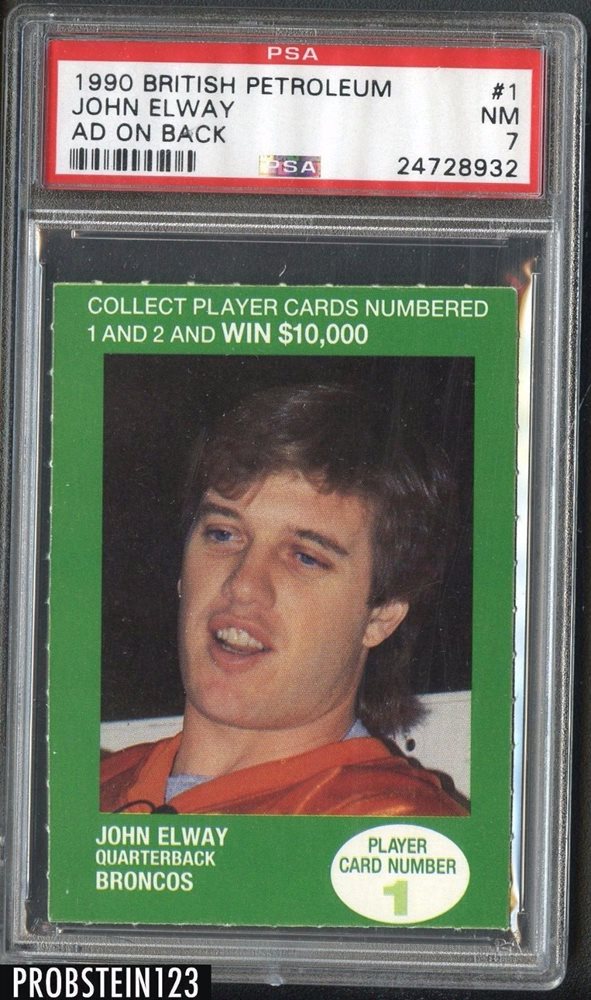 PSA
1990 BRITISH PETROLEUM #1
JOHN ELWAY NM
AD ON BACK 7
PSA 24728932
COLLECT PLAYER CARDS NUMBERED
1 AND 2 AND WIN $10,000
JOHN ELWAY
QUARTERBACK
BRONCOS
PLAYER
CARD NUMBER
1
PROBSTEIN123